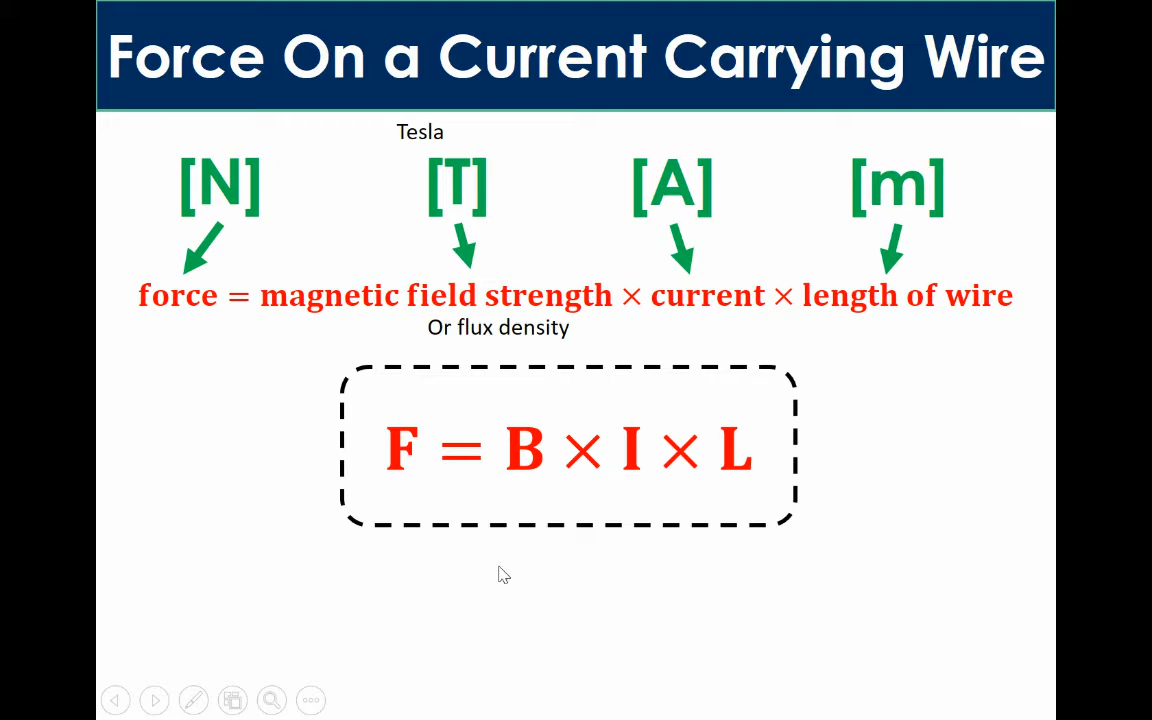 Force On a Current Carrying Wire
Tesla
[N] [T] [A] [m]
force = magnetic field strength × current × length of wire
Or flux density
F = B × I × L